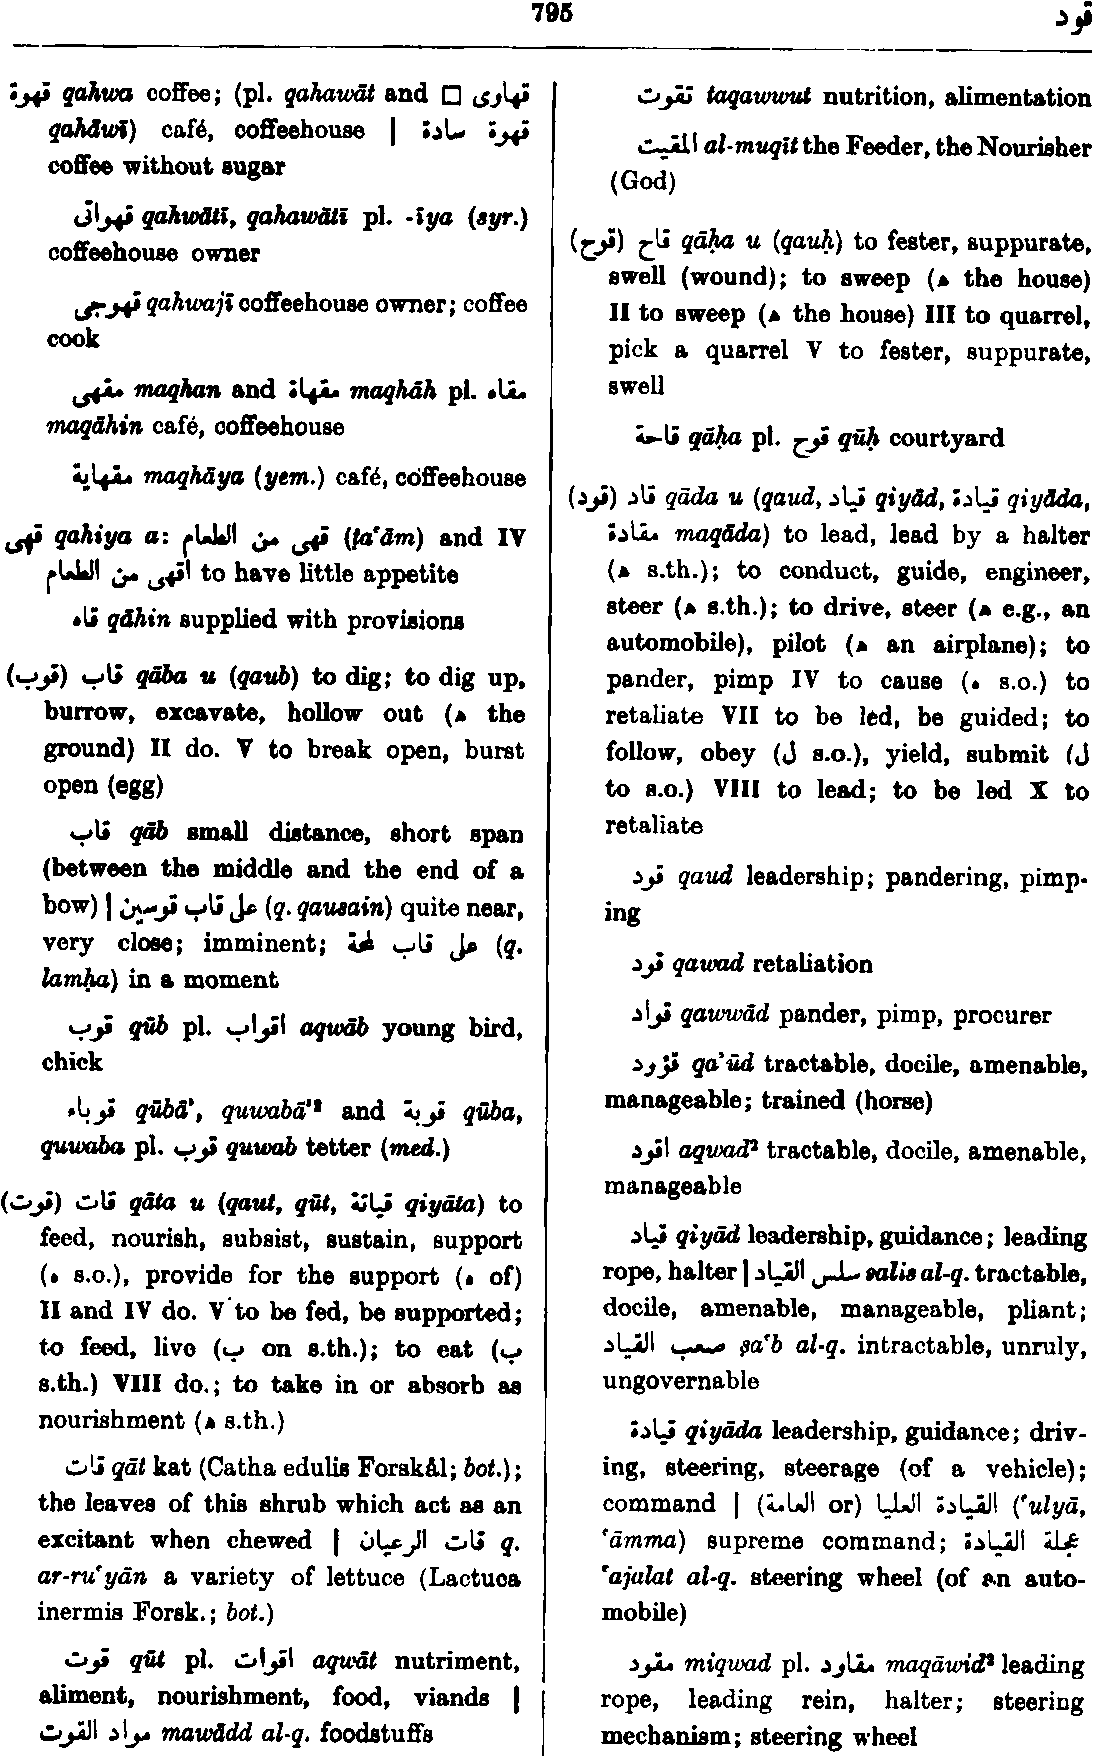 795
قود
قهوة qahwa coffee; (pl. qahawāt and □ قهاوى
qahāwī) café, coffeehouse | قهوة سادة
coffee without sugar
قهواتى qahwātī, qahawātī pl. -īya (syr.)
coffeehouse owner
قهوجى qahwajī coffeehouse owner; coffee
cook
مقهى maqhan and مقهاة maqhāh pl. مقاه
maqāhin café, coffeehouse
مقهاية maqhāya (yem.) café, coffeehouse
قهى qahiya a: قهى من الطعام (ṭa‘ām) and IV
اقهى من الطعام to have little appetite
قاه qāhin supplied with provisions
(قوب) قاب qāba u (qaub) to dig; to dig up,
burrow, excavate, hollow out (ه the
ground) II do. V to break open, burst
open (egg)
قاب qāb small distance, short span
(between the middle and the end of a
bow) | على قاب قوسين (q. qausain) quite near,
very close; imminent; على قاب لمحة (q.
lamḥa) in a moment
قوب qūb pl. اقواب aqwāb young bird,
chick
قوباء qūbā’, quwabā’² and قوبة qūba,
quwaba pl. قوب quwab tetter (med.)
(قوت) قات qāta u (qaut, qūt, قياتة qiyāta) to
feed, nourish, subsist, sustain, support
(ه s.o.), provide for the support (ه of)
II and IV do. V to be fed, be supported;
to feed, live (ب on s.th.); to eat (ب
s.th.) VIII do.; to take in or absorb as
nourishment (ه s.th.)
قات qāt kat (Catha edulis Forskål; bot.);
the leaves of this shrub which act as an
excitant when chewed | قات الرعيان q.
ar-ru‘yān a variety of lettuce (Lactuca
inermis Forsk.; bot.)
قوت qūt pl. اقوات aqwāt nutriment,
aliment, nourishment, food, viands |
مواد القوت mawādd al-q. foodstuffs
تقوت taqawwut nutrition, alimentation
المقيت al-muqīt the Feeder, the Nourisher
(God)
(قوح) قاح qāḥa u (qauḥ) to fester, suppurate,
swell (wound); to sweep (ه the house)
II to sweep (ه the house) III to quarrel,
pick a quarrel V to fester, suppurate,
swell
قاحة qāḥa pl. قوح qūḥ courtyard
(قود) قاد qāda u (qaud, قياد qiyād, قيادة qiyāda,
مقادة maqāda) to lead, lead by a halter
(ه s.th.); to conduct, guide, engineer,
steer (ه s.th.); to drive, steer (ه e.g., an
automobile), pilot (ه an airplane); to
pander, pimp IV to cause (ه s.o.) to
retaliate VII to be led, be guided; to
follow, obey (ل s.o.), yield, submit (ل
to s.o.) VIII to lead; to be led X to
retaliate
قود qaud leadership; pandering, pimp-
ing
قود qawad retaliation
قواد qawwād pander, pimp, procurer
قؤود qa’ūd tractable, docile, amenable,
manageable; trained (horse)
اقود aqwad² tractable, docile, amenable,
manageable
قياد qiyād leadership, guidance; leading
rope, halter | سلس القياد salis al-q. tractable,
docile, amenable, manageable, pliant;
صعب القياد ṣa‘b al-q. intractable, unruly,
ungovernable
قيادة qiyāda leadership, guidance; driv-
ing, steering, steerage (of a vehicle);
command | القيادة العليا (or العامة) (‘ulyā,
‘āmma) supreme command; عجلة القيادة
‘ajalat al-q. steering wheel (of an auto-
mobile)
مقود miqwad pl. مقاود maqāwid² leading
rope, leading rein, halter; steering
mechanism; steering wheel